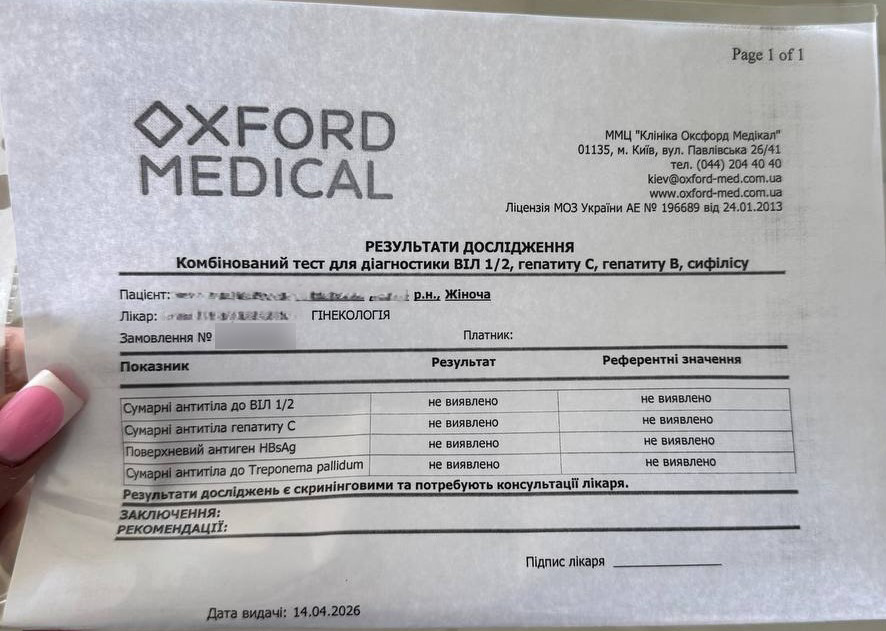 Page 1 of 1
OXFORD
MEDICAL
ММЦ "Клініка Оксфорд Медікал"
01135, м. Київ, вул. Павлівська 26/41
тел. (044) 204 40 40
kiev@oxford-med.com.ua
www.oxford-med.com.ua
Ліцензія МОЗ України АЕ № 196689 від 24.01.2013
РЕЗУЛЬТАТИ ДОСЛІДЖЕННЯ
Комбінований тест для діагностики ВІЛ 1/2, гепатиту С, гепатиту В, сифілісу
Пацієнт: р.н., Жіноча
Лікар: ГІНЕКОЛОГІЯ
Замовлення № Платник:
Показник Результат Референтні значення
Сумарні антитіла до ВІЛ 1/2 не виявлено не виявлено
Сумарні антитіла гепатиту С не виявлено не виявлено
Поверхневий антиген HBsAg не виявлено не виявлено
Сумарні антитіла до Treponema pallidum не виявлено не виявлено
Результати досліджень є скринінговими та потребують консультації лікаря.
ЗАКЛЮЧЕННЯ:
РЕКОМЕНДАЦІЇ:
Підпис лікаря
Дата видачі: 14.04.2026